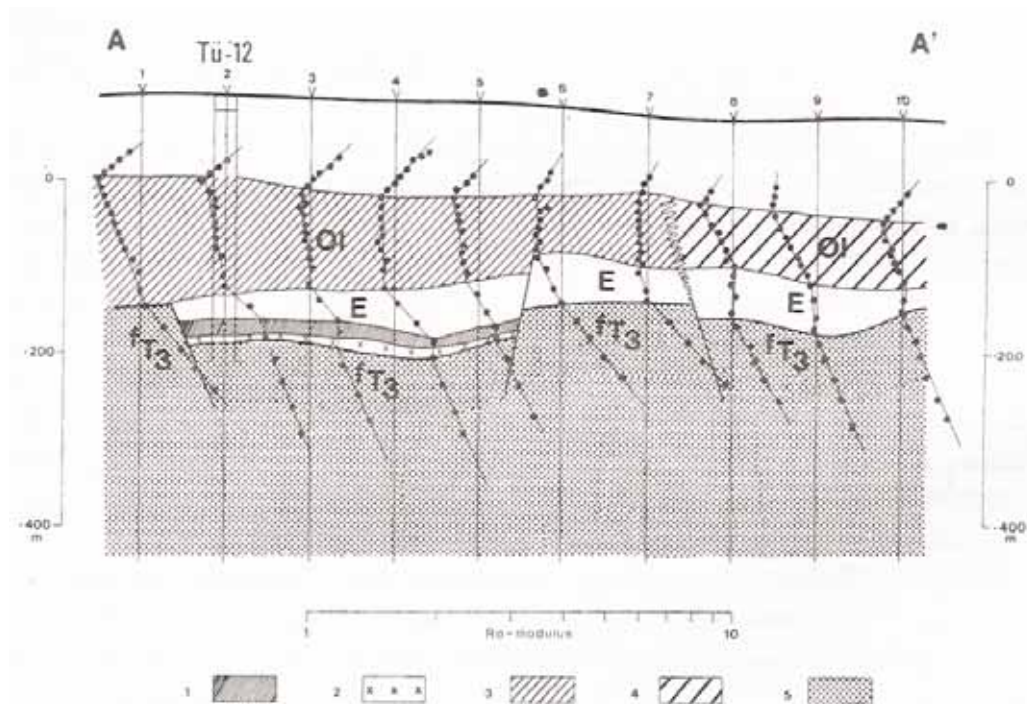 A A'
Tü-12
1 2 3 4 5 6 7 8 9 10
0 0
Ol Ol
E E E
fT3 fT3 fT3 fT3
-200 -200
-400 -400
m m
1 10
Ro-modulus
1 2 3 4 5